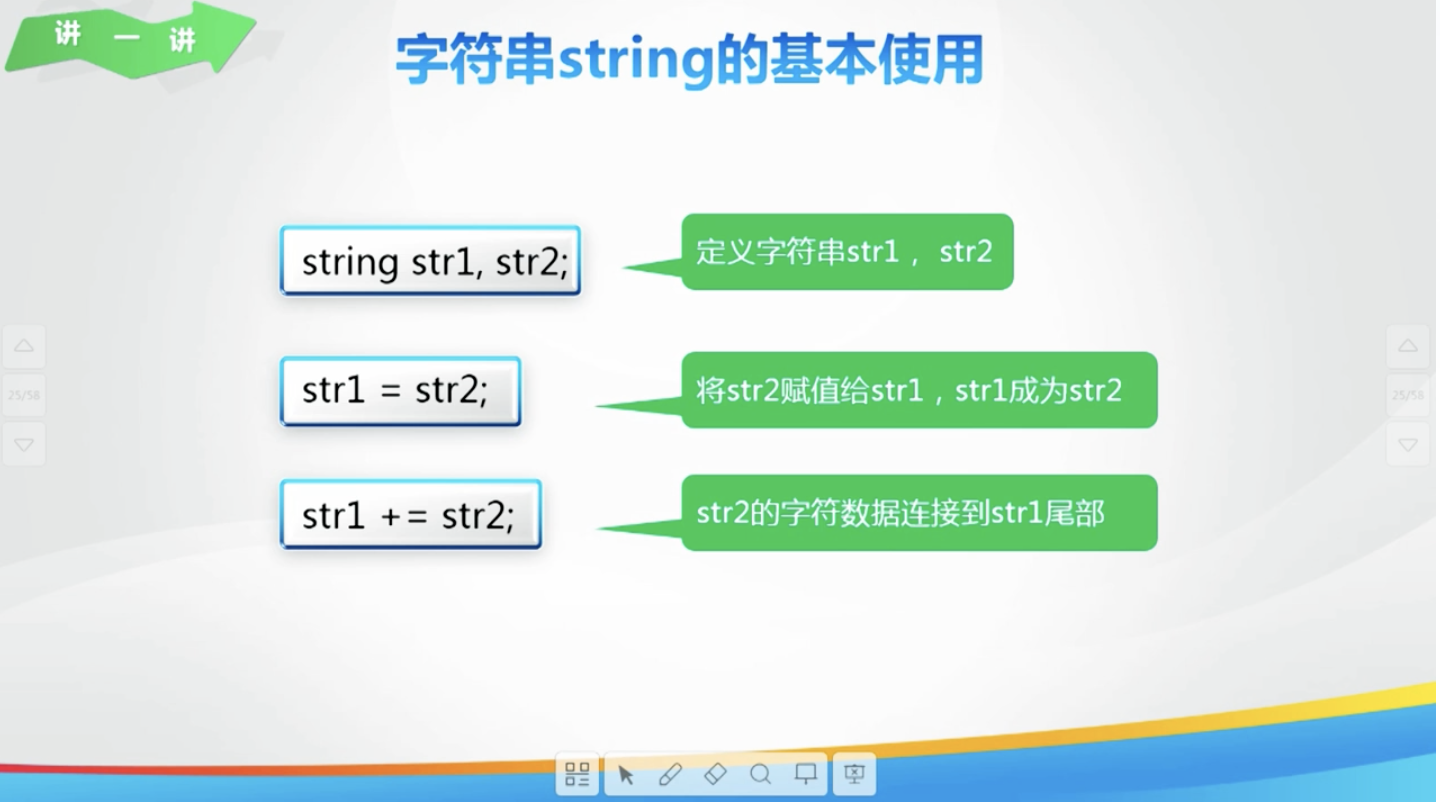 讲一讲
字符串string的基本使用
string str1, str2;
定义字符串str1， str2
str1 = str2;
将str2赋值给str1，str1成为str2
str1 += str2;
str2的字符数据连接到str1尾部
25/58
25/58